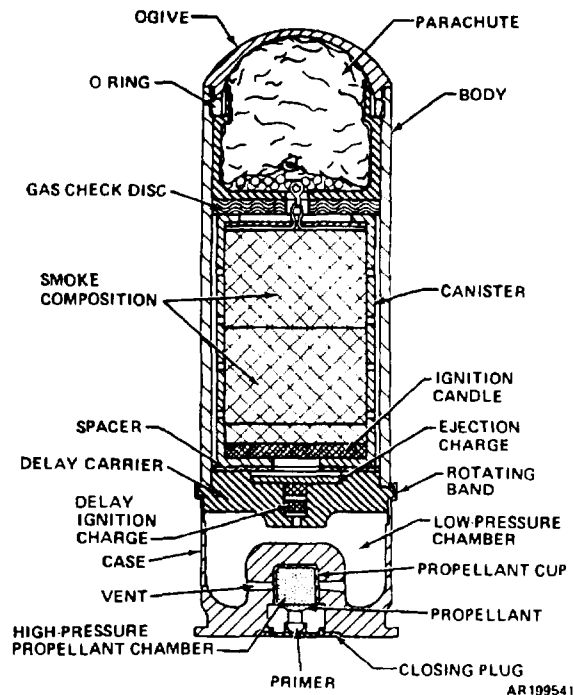 OGIVE
PARACHUTE
O RING
BODY
GAS CHECK DISC
SMOKE
COMPOSITION
CANISTER
IGNITION
CANDLE
SPACER
EJECTION
CHARGE
DELAY CARRIER
ROTATING
BAND
DELAY
IGNITION
CHARGE
LOW-PRESSURE
CHAMBER
CASE
PROPELLANT CUP
VENT
PROPELLANT
HIGH-PRESSURE
PROPELLANT CHAMBER
PRIMER
CLOSING PLUG
AR199541